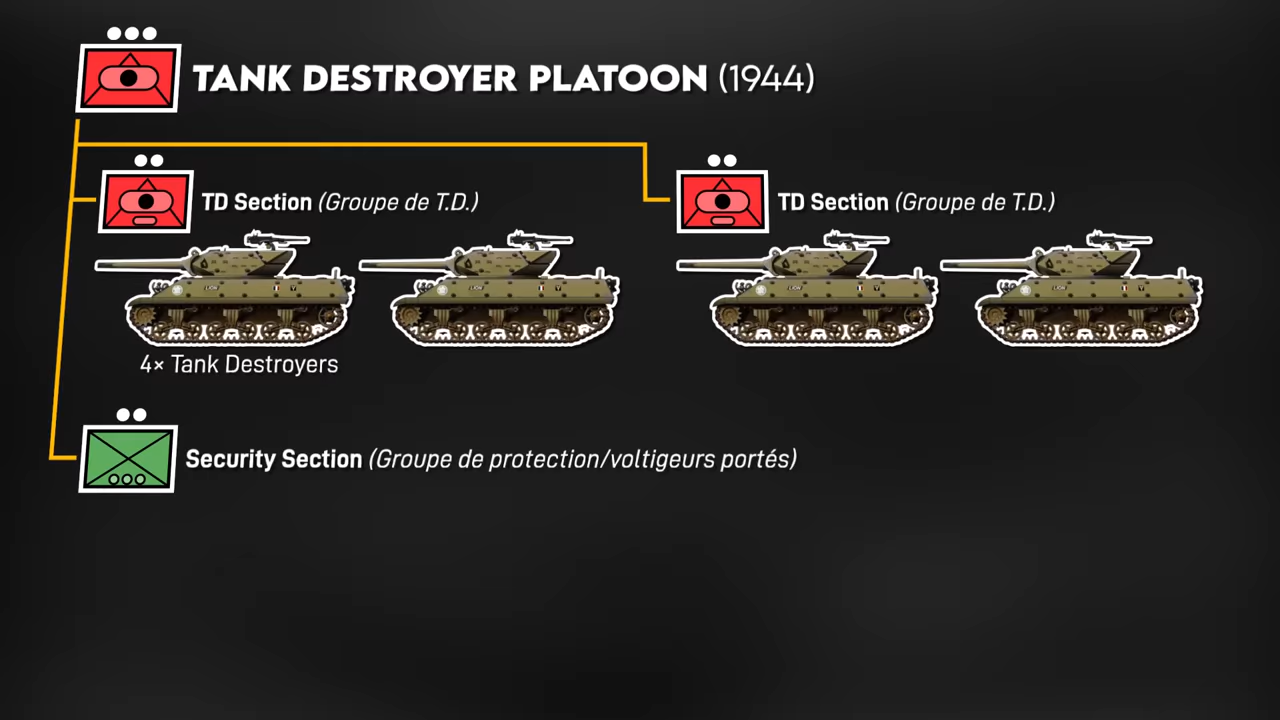 TANK DESTROYER PLATOON (1944)
TD Section (Groupe de T.D.)
TD Section (Groupe de T.D.)
4× Tank Destroyers
Security Section (Groupe de protection/voltigeurs portés)